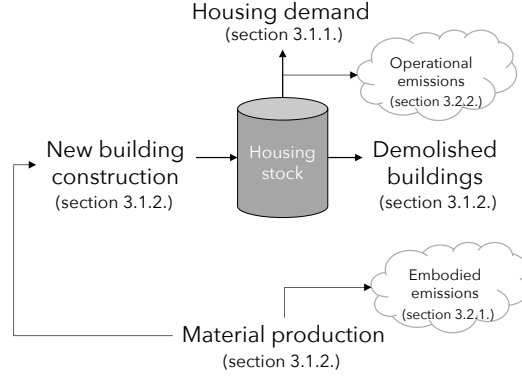 Housing demand
(section 3.1.1.)
Operational
emissions
(section 3.2.2.)
New building
construction
(section 3.1.2.)
Housing
stock
Demolished
buildings
(section 3.1.2.)
Embodied
emissions
(section 3.2.1.)
Material production
(section 3.1.2.)